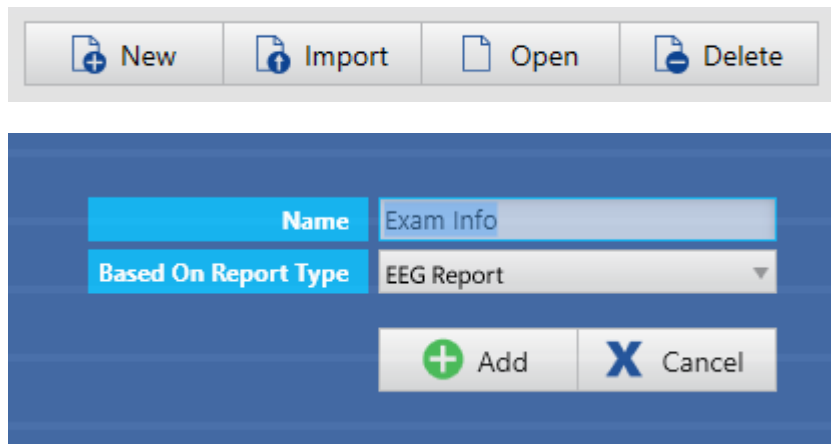 New Import Open Delete
Name Exam Info
Based On Report Type EEG Report
Add Cancel